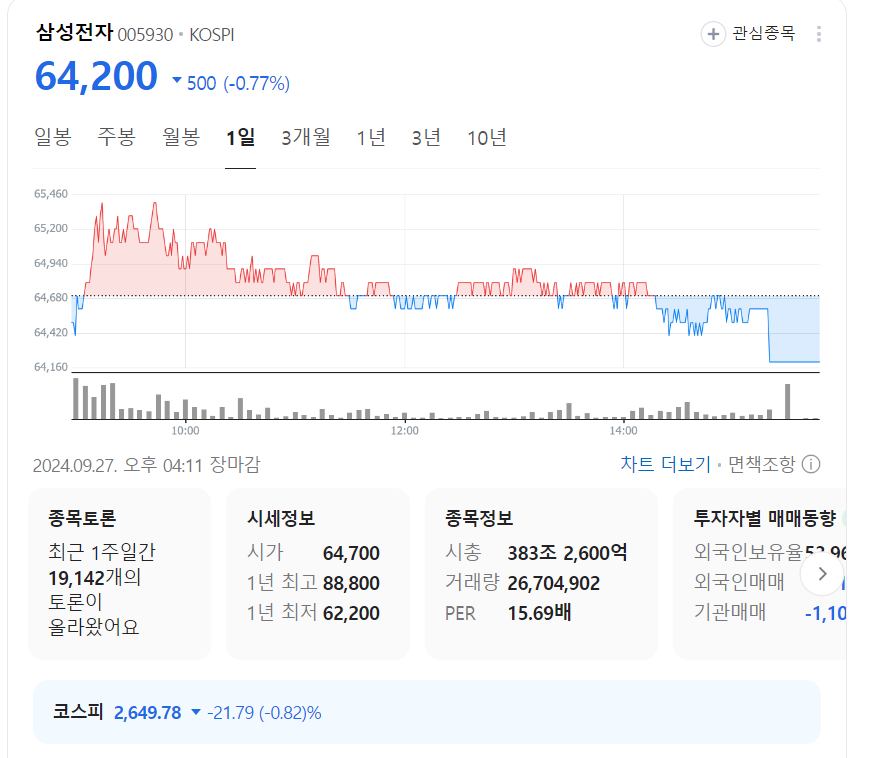 삼성전자 005930 • KOSPI
관심종목
64,200 ▼ 500 (-0.77%)
일봉 주봉 월봉 1일 3개월 1년 3년 10년
65,460
65,200
64,940
64,680
64,420
64,160
10:00 12:00 14:00
2024.09.27. 오후 04:11 장마감
차트 더보기 • 면책조항
종목토론
최근 1주일간
19,142개의
토론이
올라왔어요
시세정보
시가 64,700
1년 최고 88,800
1년 최저 62,200
종목정보
시총 383조 2,600억
거래량 26,704,902
PER 15.69배
투자자별 매매동향
외국인보유율
외국인매매
기관매매 -1,10
코스피 2,649.78 ▼ -21.79 (-0.82)%